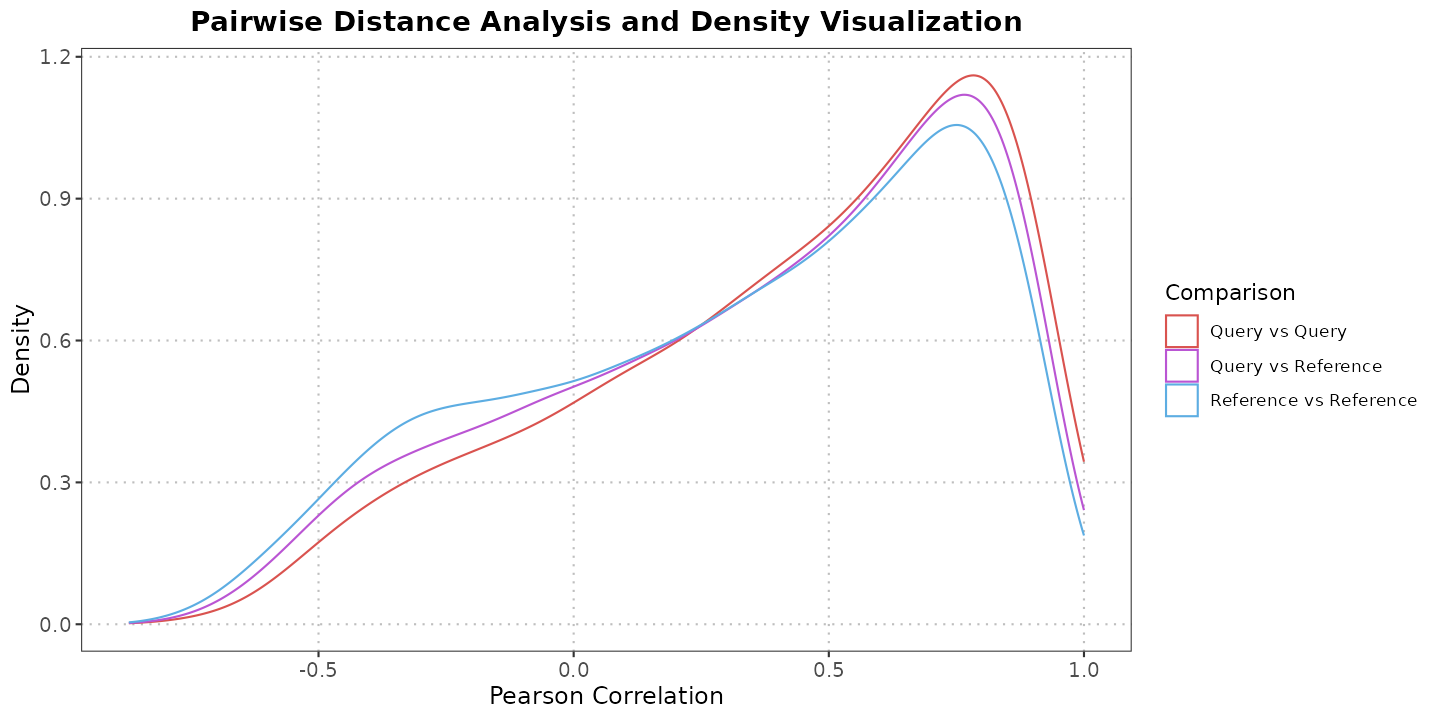 Pairwise Distance Analysis and Density Visualization
1.2
0.9
0.6
0.3
0.0
Density
-0.5
0.0
0.5
1.0
Pearson Correlation
Comparison
Query vs Query
Query vs Reference
Reference vs Reference